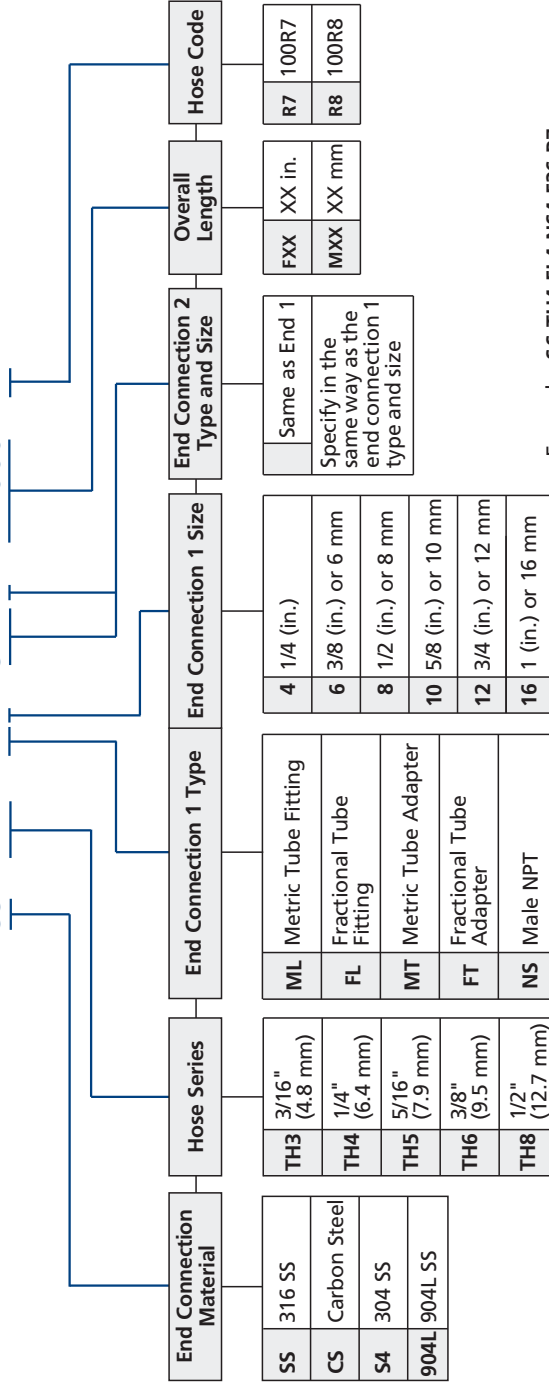 End Connection
Material
SS 316 SS
CS Carbon Steel
S4 304 SS
904L 904L SS
Hose Series
TH3 3/16"
(4.8 mm)
TH4 1/4"
(6.4 mm)
TH5 5/16"
(7.9 mm)
TH6 3/8"
(9.5 mm)
TH8 1/2"
(12.7 mm)
End Connection 1 Type
ML Metric Tube Fitting
FL Fractional Tube
Fitting
MT Metric Tube Adapter
FT Fractional Tube
Adapter
NS Male NPT
End Connection 1 Size
4 1/4 (in.)
6 3/8 (in.) or 6 mm
8 1/2 (in.) or 8 mm
10 5/8 (in.) or 10 mm
12 3/4 (in.) or 12 mm
16 1 (in.) or 16 mm
End Connection 2
Type and Size
Same as End 1
Specify in the
same way as the
end connection 1
type and size
Overall
Length
FXX XX in.
MXX XX mm
Hose Code
R7 100R7
R8 100R8